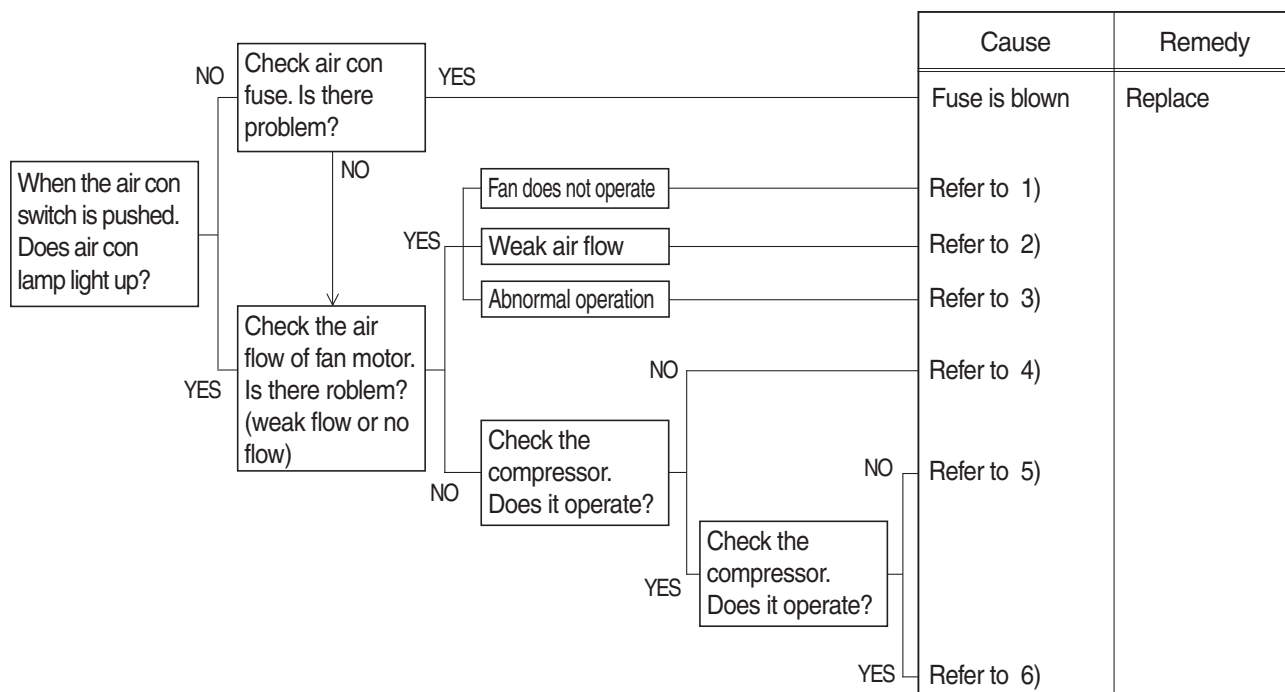 Cause
Remedy
NO
Check air con
fuse. Is there
problem?
YES
Fuse is blown
Replace
NO
When the air con
switch is pushed.
Does air con
lamp light up?
YES
Fan does not operate
Refer to 1)
Weak air flow
Refer to 2)
Abnormal operation
Refer to 3)
YES
Check the air
flow of fan motor.
Is there roblem?
(weak flow or no
flow)
NO
Refer to 4)
NO
Check the
compressor.
Does it operate?
NO
Refer to 5)
YES
Check the
compressor.
Does it operate?
YES
Refer to 6)